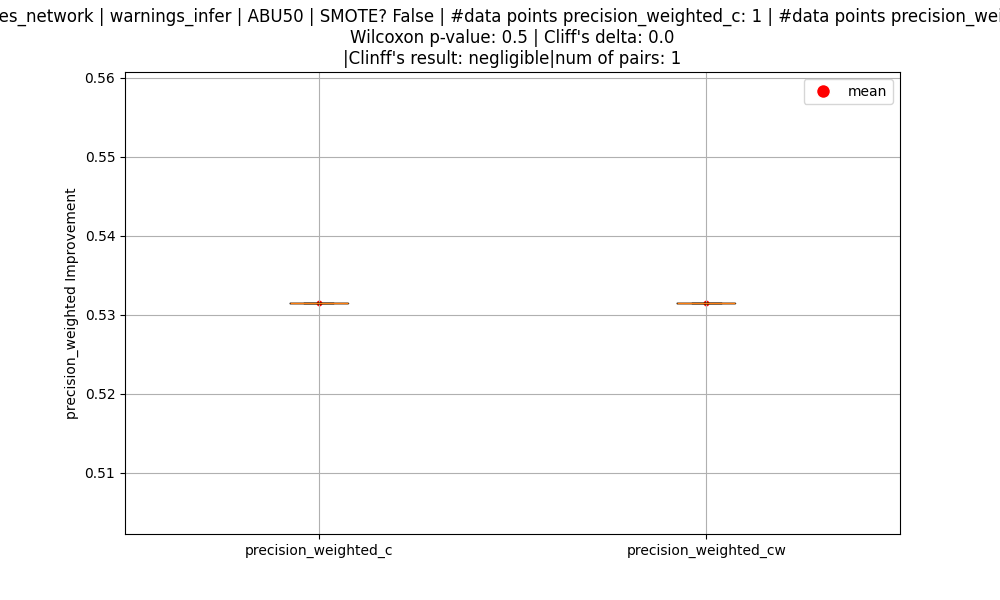 es_network | warnings_infer | ABU50 | SMOTE? False | #data points precision_weighted_c: 1 | #data points precision_wei
Wilcoxon p-value: 0.5 | Cliff's delta: 0.0
|Clinff's result: negligible|num of pairs: 1
mean
0.56
0.55
0.54
0.53
0.52
0.51
precision_weighted Improvement
precision_weighted_c
precision_weighted_cw